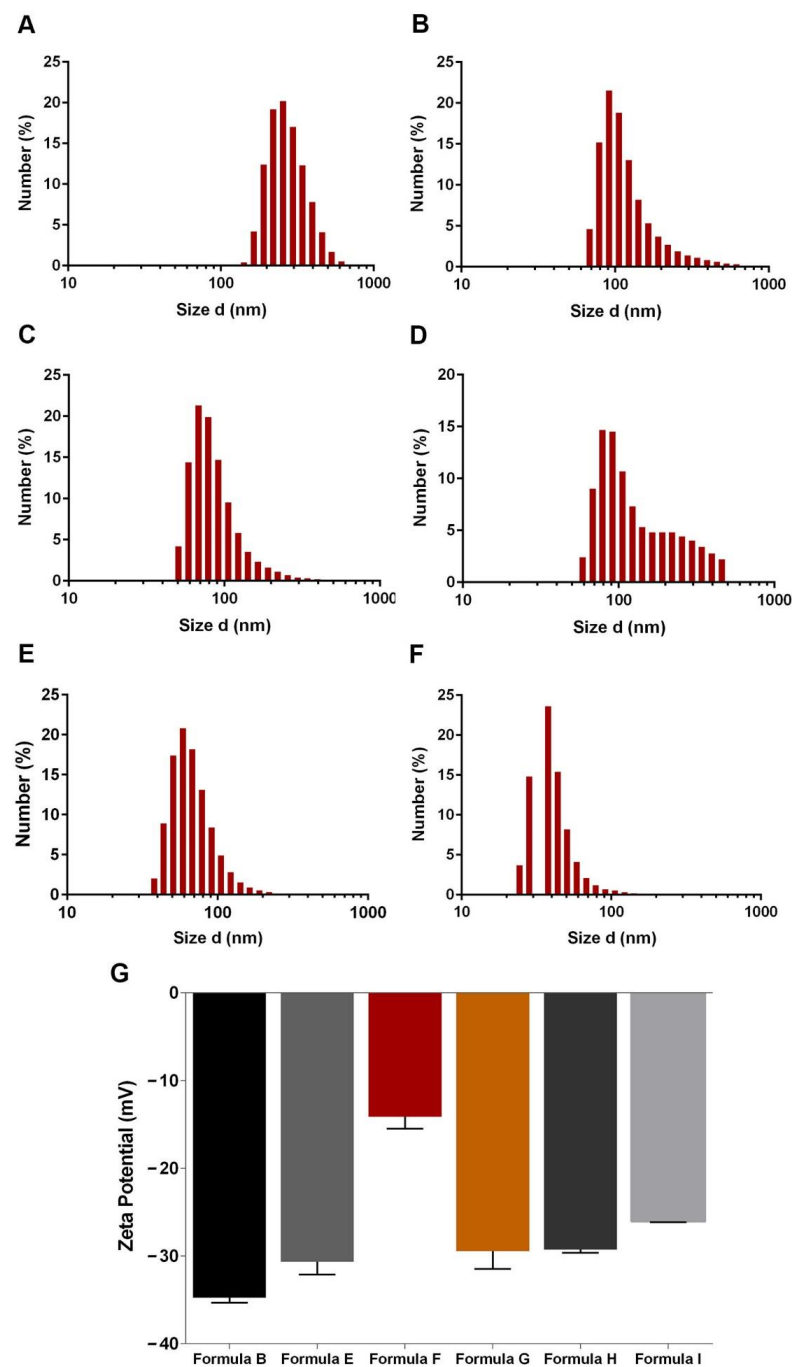 A
B
25
20
15
10
5
0
Number (%)
10
100
1000
Size d (nm)
25
20
15
10
5
0
Number (%)
10
100
1000
Size d (nm)
C
D
25
20
15
10
5
0
Number (%)
10
100
1000
Size d (nm)
20
15
10
5
0
Number (%)
10
100
1000
Size d (nm)
E
F
25
20
15
10
5
0
Number (%)
10
100
1000
Size d (nm)
25
20
15
10
5
0
Number (%)
10
100
1000
Size d (nm)
G
0
−10
−20
−30
−40
Zeta Potential (mV)
Formula B
Formula E
Formula F
Formula G
Formula H
Formula I